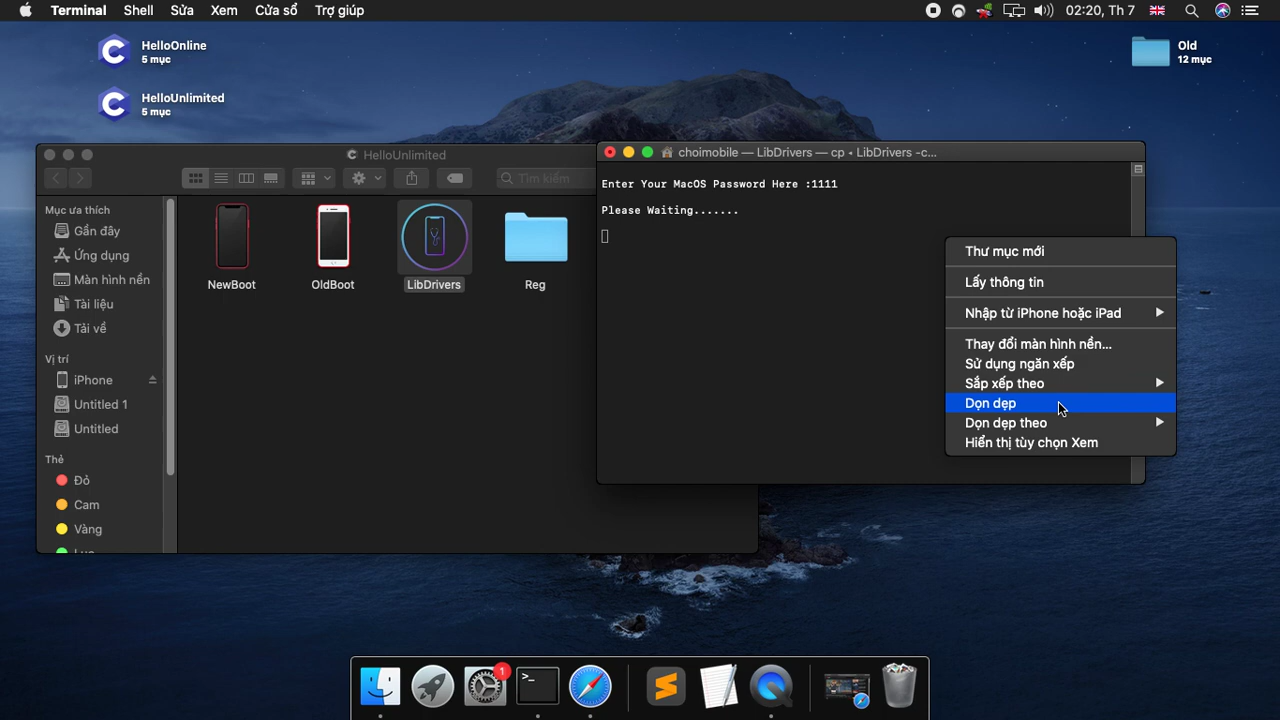 Terminal Shell Sửa Xem Cửa sổ Trợ giúp
02:20, Th 7
HelloOnline
5 mục
HelloUnlimited
5 mục
Old
12 mục
HelloUnlimited
Tìm kiếm
Mục ưa thích
Gần đây
Ứng dụng
Màn hình nền
Tài liệu
Tải về
Vị trí
iPhone
Untitled 1
Untitled
Thẻ
Đỏ
Cam
Vàng
NewBoot
OldBoot
LibDrivers
Reg
choimobile — LibDrivers — cp ◂ LibDrivers -c...
Enter Your MacOS Password Here :1111
Please Waiting.......
Thư mục mới
Lấy thông tin
Nhập từ iPhone hoặc iPad
Thay đổi màn hình nền...
Sử dụng ngăn xếp
Sắp xếp theo
Dọn dẹp
Dọn dẹp theo
Hiển thị tùy chọn Xem
1